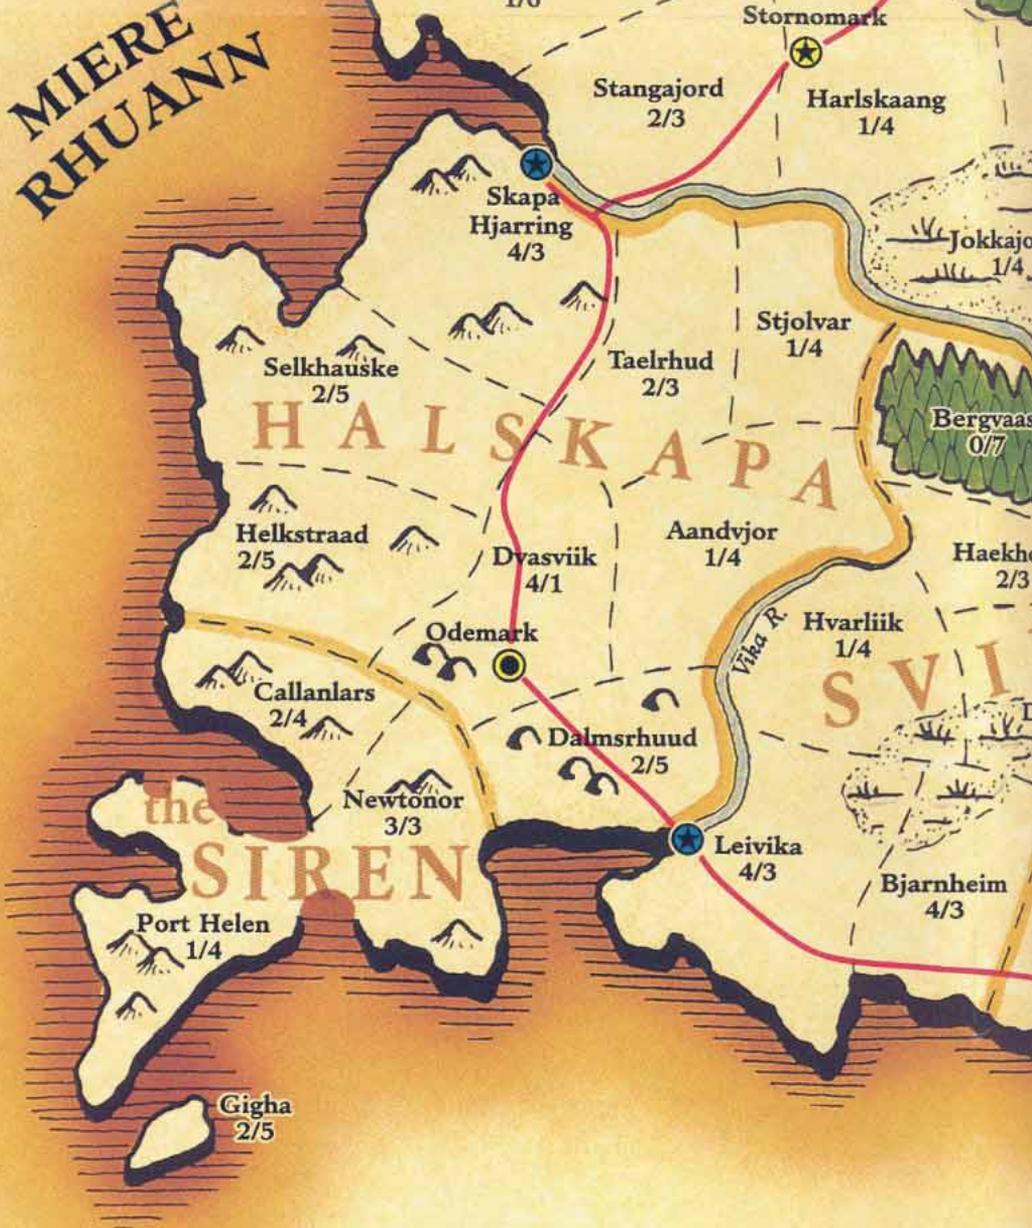 Stornomark
MIERE
RHUANN
Stangajord
2/3
Harlskaang
1/4
Skapa
Hjarring
4/3
1/4
Stjolvar
1/4
Selkhauske
2/5
Taelrhud
2/3
HALSKAPA
0/7
Helkstraad
2/5
Dvasviik
4/1
Aandvjor
1/4
2/3
Odemark
Vika R.
Hvarliik
1/4
Callanlars
2/4
Dalmsrhuud
2/5
SVI
Newtonor
3/3
the
SIREN
Leivika
4/3
Bjarnheim
4/3
Port Helen
1/4
Gigha
2/5